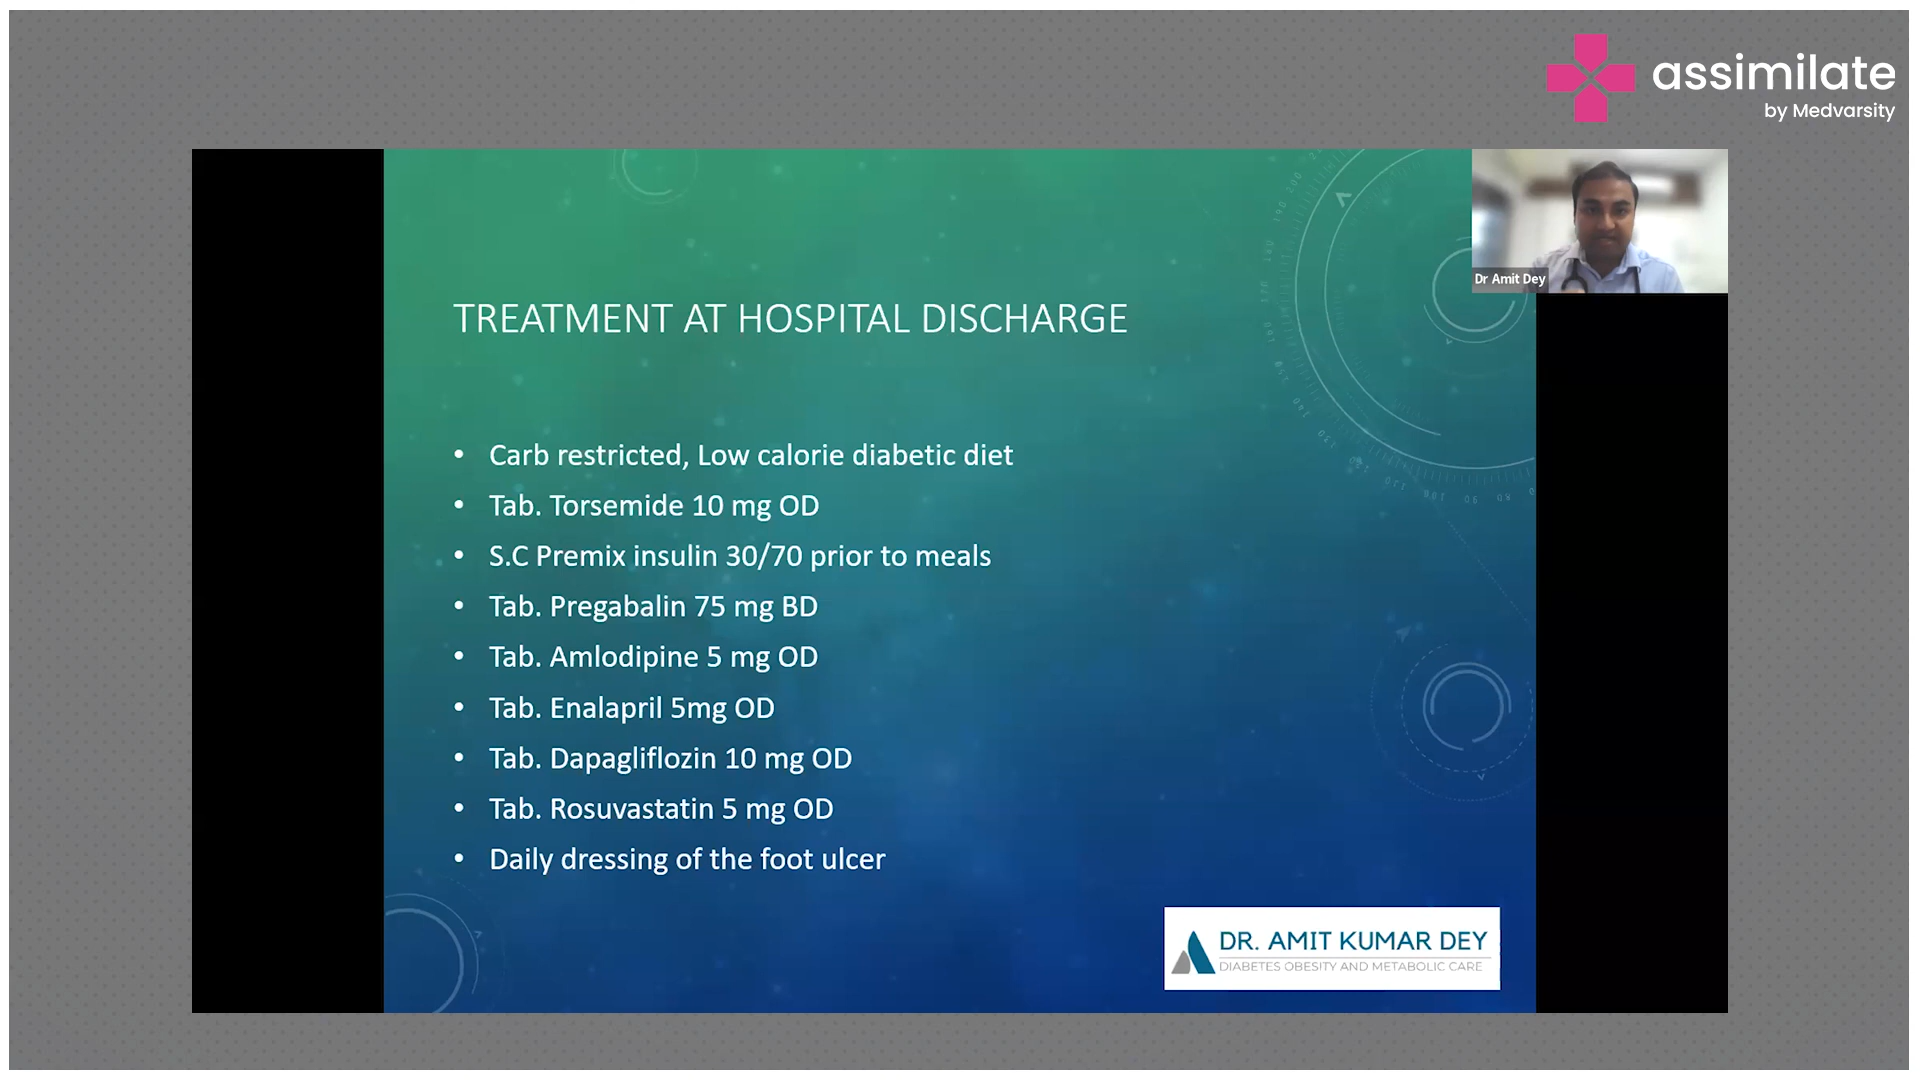 assimilate
by Medvarsity
Dr Amit Dey
TREATMENT AT HOSPITAL DISCHARGE
• Carb restricted, Low calorie diabetic diet
• Tab. Torsemide 10 mg OD
• S.C Premix insulin 30/70 prior to meals
• Tab. Pregabalin 75 mg BD
• Tab. Amlodipine 5 mg OD
• Tab. Enalapril 5mg OD
• Tab. Dapagliflozin 10 mg OD
• Tab. Rosuvastatin 5 mg OD
• Daily dressing of the foot ulcer
DR. AMIT KUMAR DEY
DIABETES OBESITY AND METABOLIC CARE